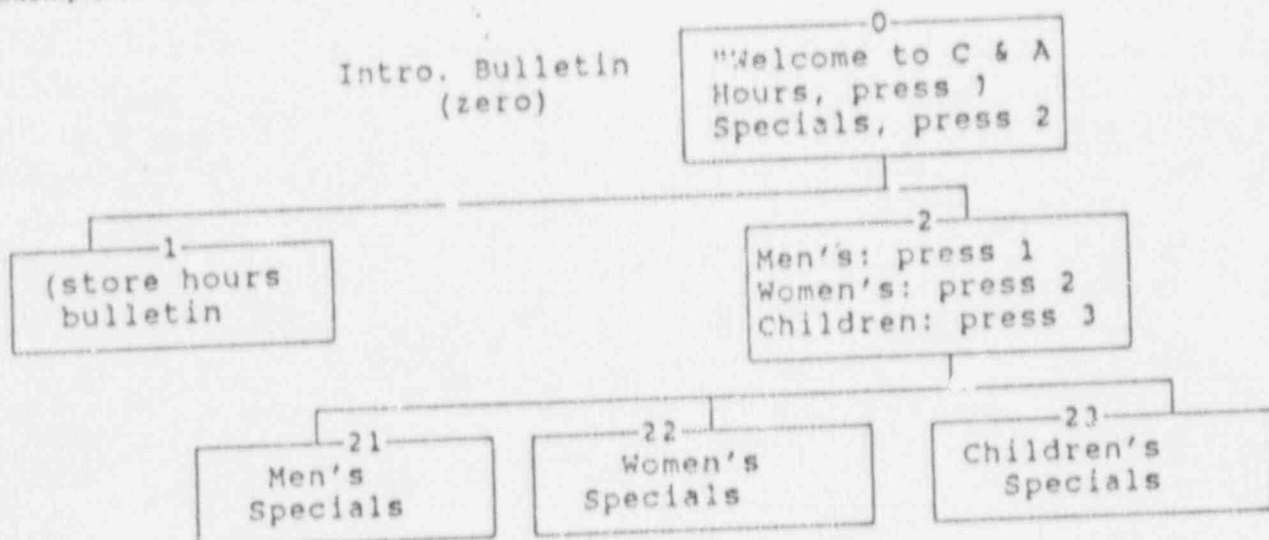 0
"Welcome to C & A
Hours, press 1
Specials, press 2
Intro. Bulletin
(zero)
1
(store hours
bulletin
2
Men's: press 1
Women's: press 2
Children: press 3
21
Men's
Specials
22
Women's
Specials
23
Children's
Specials